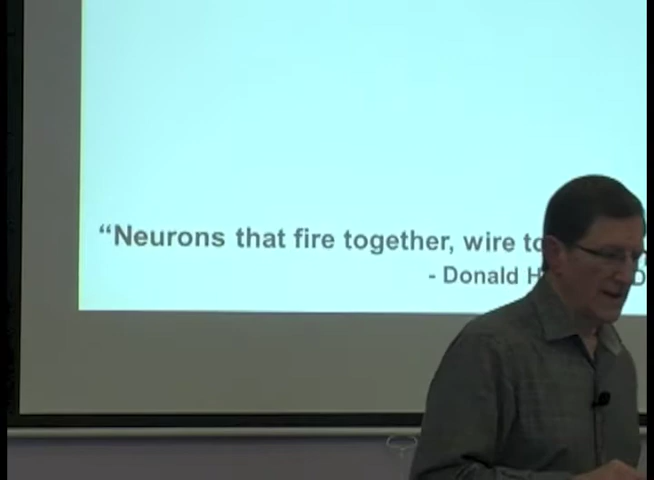 “Neurons that fire together, wire
- Donald